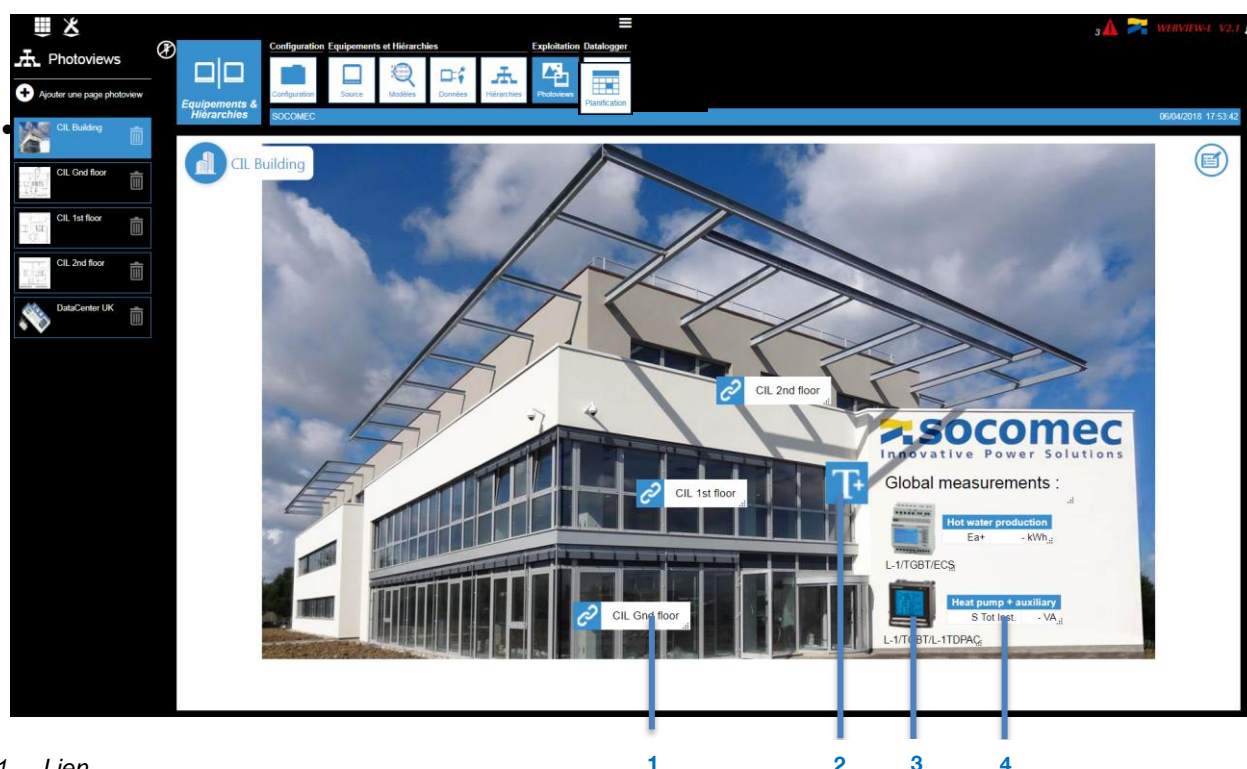 3 WEBVIEW-L V2.1
Photoviews
Ajouter une page photoview
CIL Building
CIL Gnd floor
CIL 1st floor
CIL 2nd floor
DataCenter UK
Equipements &
Hiérarchies
Configuration Equipements et Hiérarchies Exploitation Datalogger
Configuration Source Modèles Données Hiérarchies Photoviews Planification
SOCOMEC 06/04/2018 17:53:42
CIL Building
CIL 2nd floor
socomec
Innovative Power Solutions
T+
Global measurements :
CIL 1st floor
Hot water production
Ea+ - kWh
L-1/TGBT/ECS
Heat pump + auxiliary
CIL Gnd floor
S Tot Inst. - VA
L-1/TGBT/L-1TDPAC
1 2 3 4
1 Lien